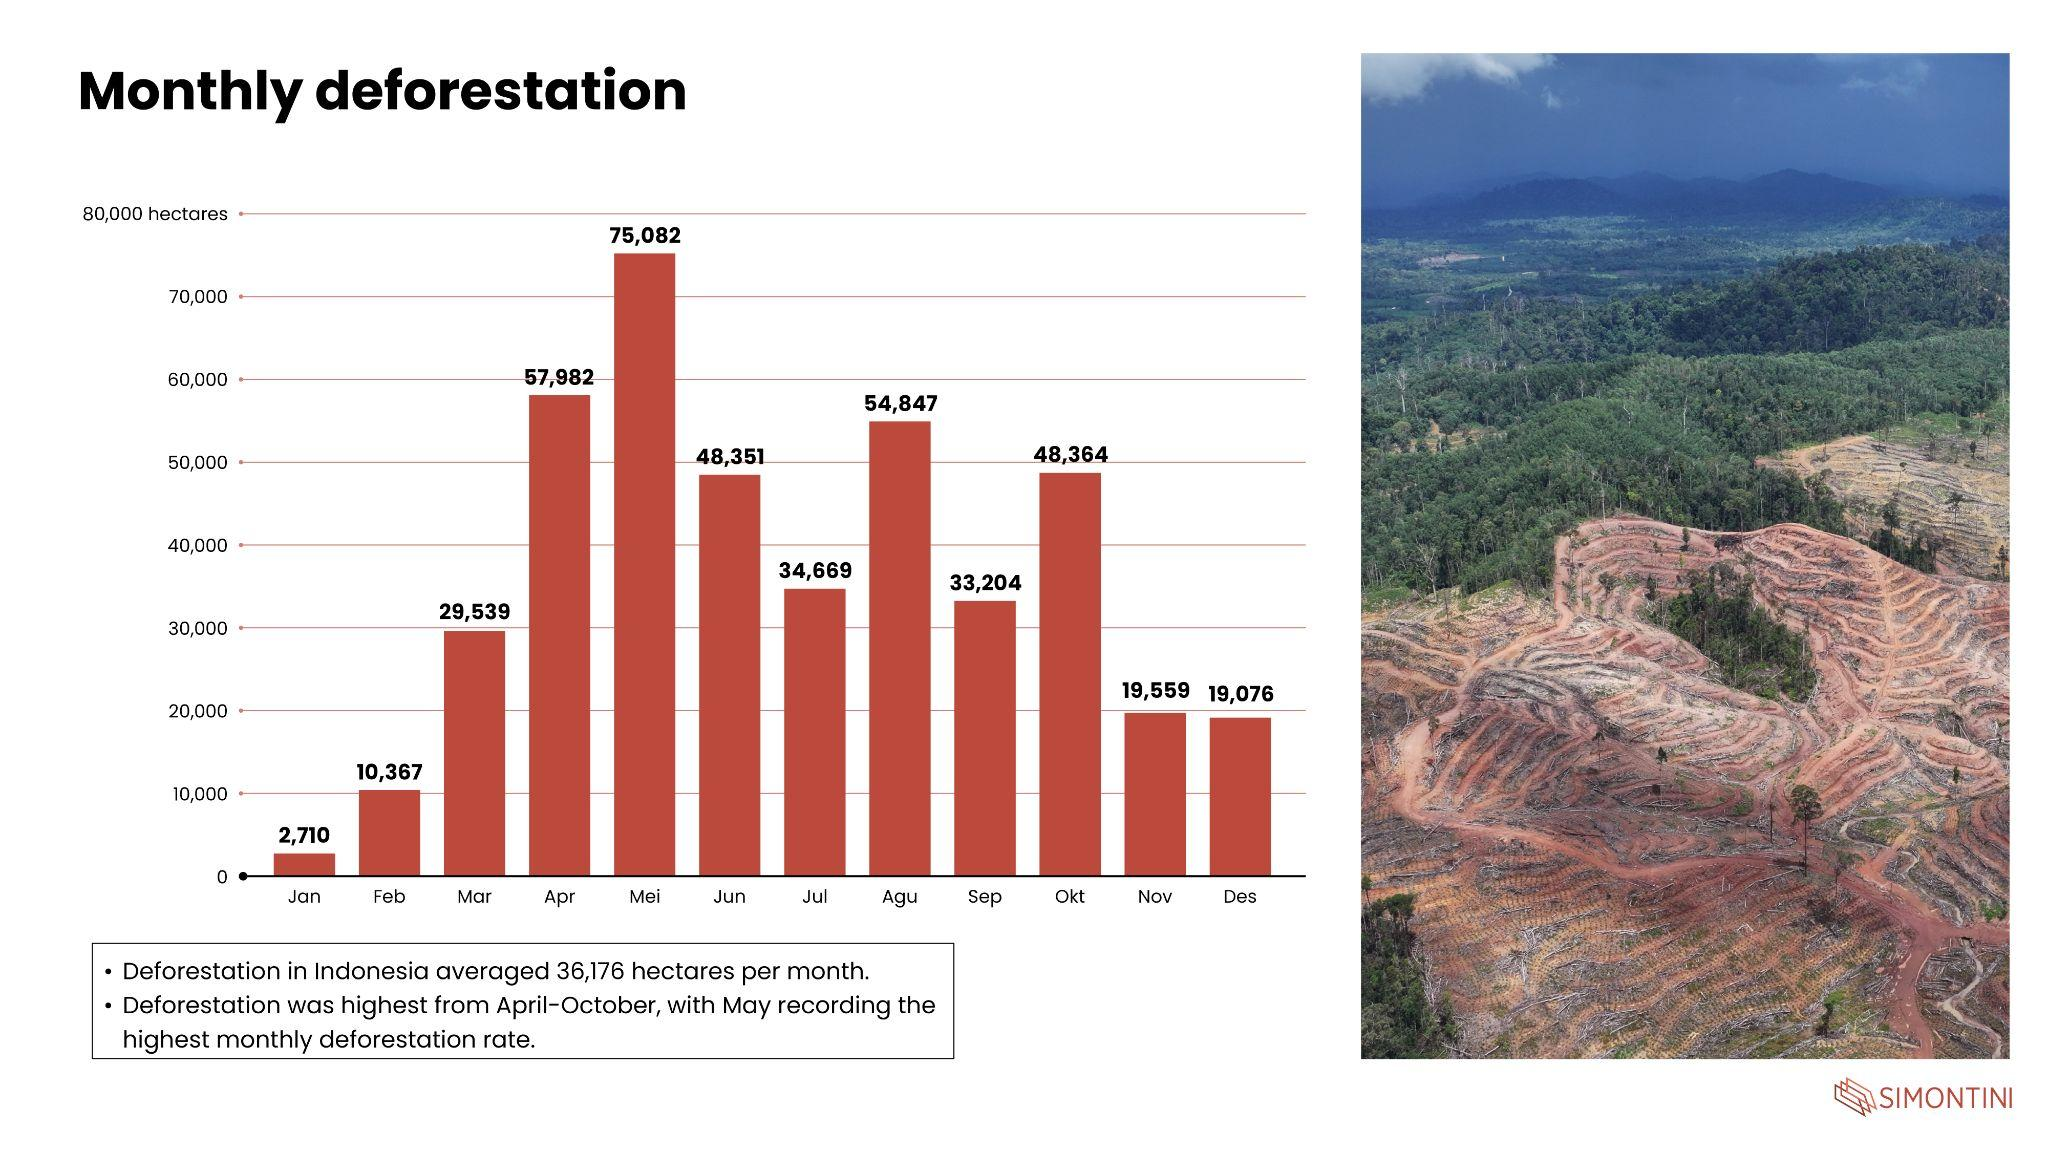 Monthly deforestation
80,000 hectares
70,000
60,000
50,000
40,000
30,000
20,000
10,000
0
2,710
10,367
29,539
57,982
75,082
48,351
34,669
54,847
33,204
48,364
19,559
19,076
Jan
Feb
Mar
Apr
Mei
Jun
Jul
Agu
Sep
Okt
Nov
Des
• Deforestation in Indonesia averaged 36,176 hectares per month.
• Deforestation was highest from April-October, with May recording the
highest monthly deforestation rate.
SIMONTINI